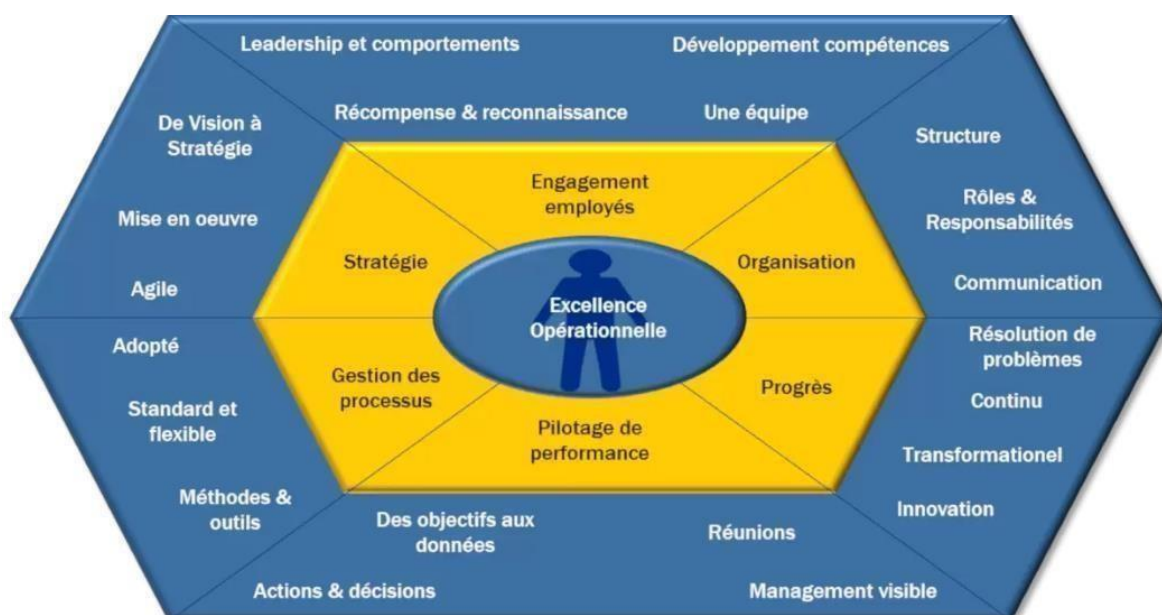 Leadership et comportements
Développement compétences
Récompense & reconnaissance
Une équipe
De Vision à
Stratégie
Mise en oeuvre
Agile
Structure
Rôles &
Responsabilités
Communication
Engagement
employés
Stratégie
Organisation
Excellence
Opérationnelle
Gestion des
processus
Progrès
Pilotage de
performance
Adopté
Standard et
flexible
Méthodes &
outils
Résolution de
problèmes
Continu
Transformationel
Innovation
Des objectifs aux
données
Réunions
Actions & décisions
Management visible